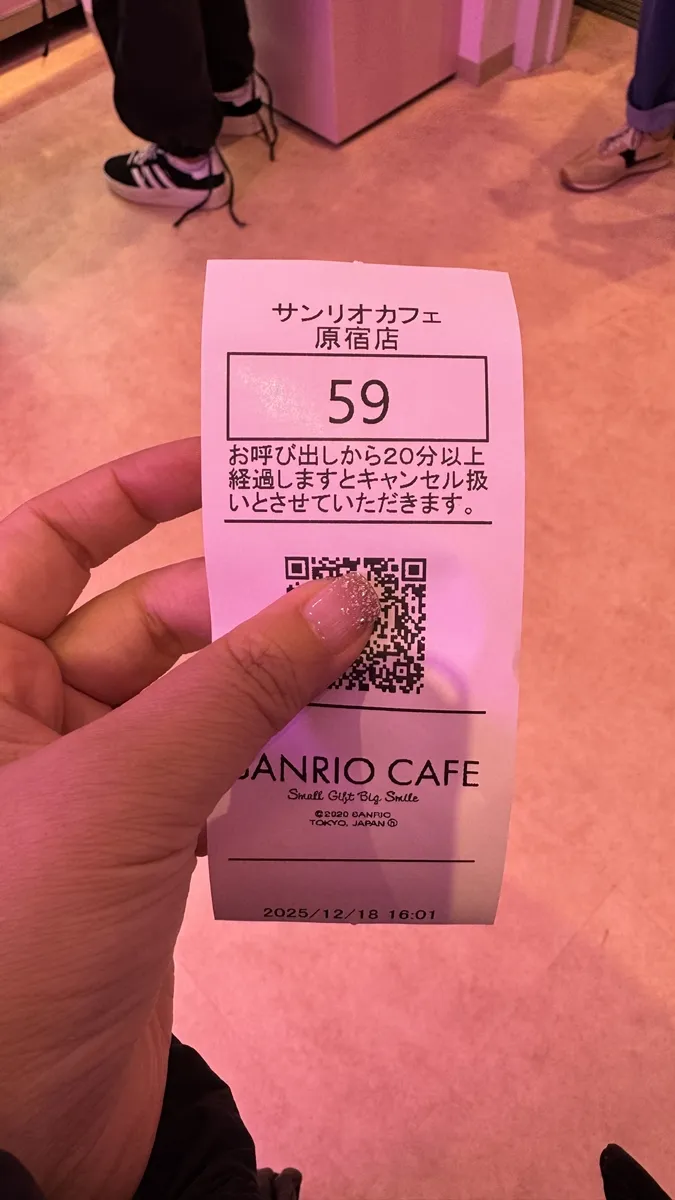 サンリオカフェ
原宿店
59
お呼び出しから20分以上
経過しますとキャンセル扱
いとさせていただきます。
SANRIO CAFE
Small Gift Big Smile
©2020 SANRIO
TOKYO, JAPAN Ⓗ
2025/12/18 16:01